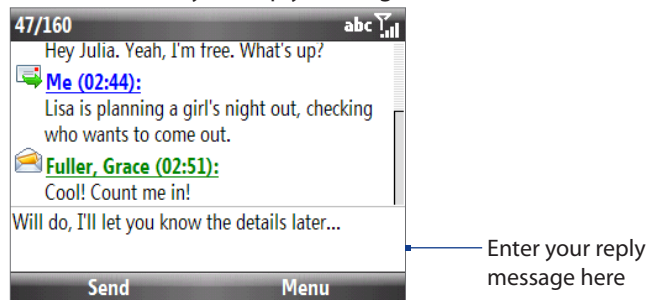 47/160 abc
Hey Julia. Yeah, I'm free. What's up?
Me (02:44):
Lisa is planning a girl's night out, checking
who wants to come out.
Fuller, Grace (02:51):
Cool! Count me in!
Will do, I'll let you know the details later...
Enter your reply
message here
Send Menu